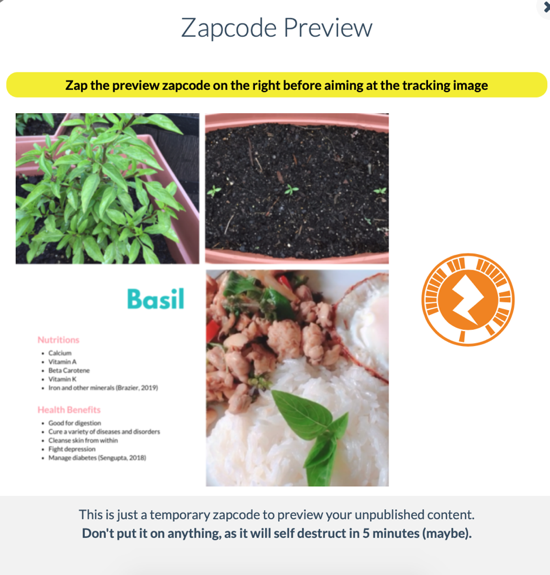 Zapcode Preview
Zap the preview zapcode on the right before aiming at the tracking image
Basil
Nutritions
• Calcium
• Vitamin A
• Beta Carotene
• Vitamin K
• Iron and other minerals (Brazier, 2019)
Health Benefits
• Good for digestion
• Cure a variety of diseases and disorders
• Cleanse skin from within
• Fight depression
• Manage diabetes (Sengupta, 2018)
This is just a temporary zapcode to preview your unpublished content.
Don't put it on anything, as it will self destruct in 5 minutes (maybe).